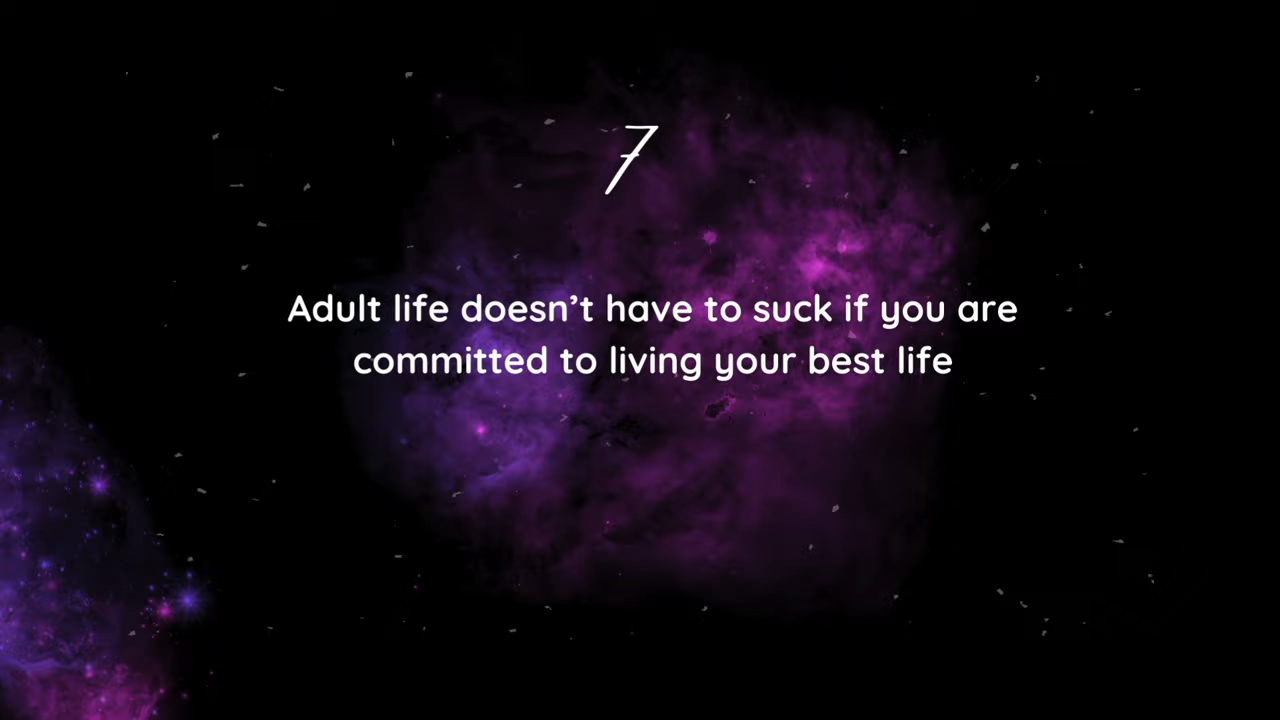 7
Adult life doesn’t have to suck if you are
committed to living your best life